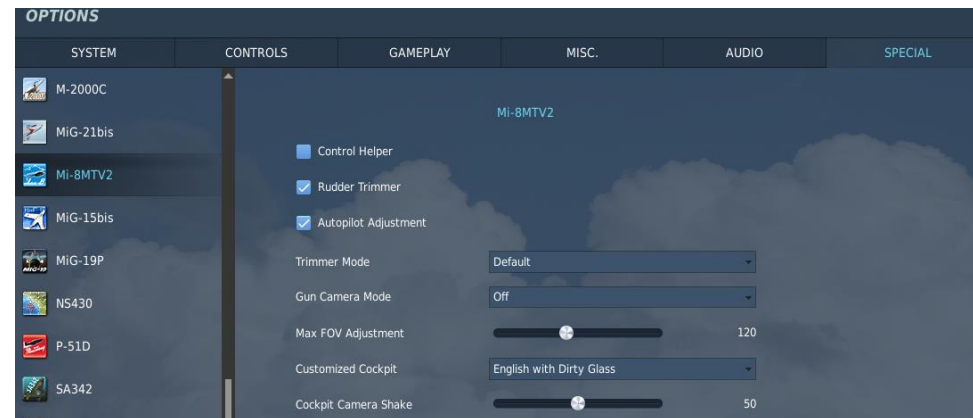 OPTIONS
SYSTEM CONTROLS GAMEPLAY MISC. AUDIO SPECIAL
M-2000C
MiG-21bis
Mi-8MTV2
MiG-15bis
MiG-19P
NS430
P-51D
SA342
Mi-8MTV2
Control Helper
Rudder Trimmer
Autopilot Adjustment
Trimmer Mode Default
Gun Camera Mode Off
Max FOV Adjustment 120
Customized Cockpit English with Dirty Glass
Cockpit Camera Shake 50